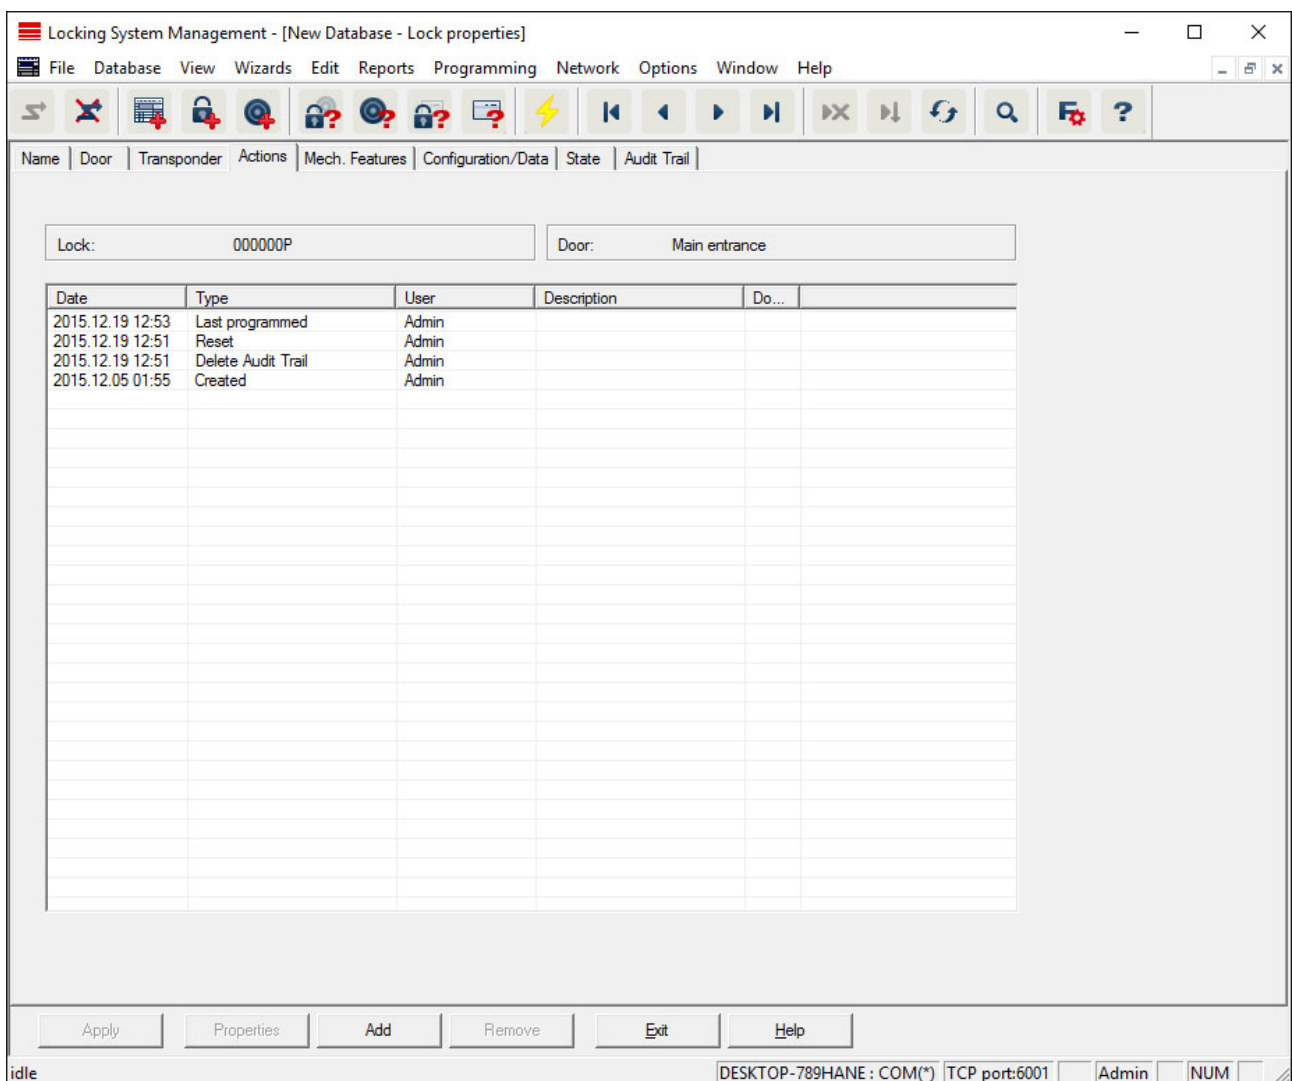 Locking System Management - [New Database - Lock properties]
File Database View Wizards Edit Reports Programming Network Options Window Help
Name Door Transponder Actions Mech. Features Configuration/Data State Audit Trail
Lock: 000000P Door: Main entrance
Date Type User Description Do...
2015.12.19 12:53 Last programmed Admin
2015.12.19 12:51 Reset Admin
2015.12.19 12:51 Delete Audit Trail Admin
2015.12.05 01:55 Created Admin
Apply Properties Add Remove Exit Help
idle DESKTOP-789HANE : COM(*) TCP port:6001 Admin NUM